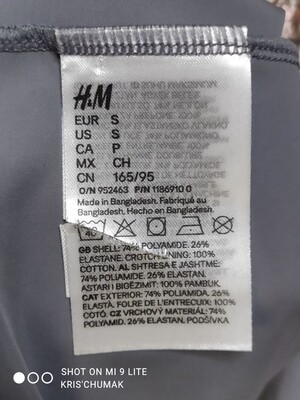 H&M
EUR S
US S
CA P
MX CH
CN 165/95
O/N 952463 P/N 1186910 0
Made in Bangladesh. Fabriqué au
Bangladesh. Hecho en Bangladesh.
40
GB SHELL: 74% POLYAMIDE, 26%
ELASTANE. CROTCH LINING: 100%
COTTON. AL SHTRESA E JASHTME:
74% POLIAMIDE, 26% ELASTAN.
ASTARI I BIGËZIMIT: 100% PAMBUK.
CAT EXTERIOR: 74% POLIAMIDA, 26%
ELASTÀ. FOLRE DE L'ENTRECUIX: 100%
COTÓ. CZ VRCHOVÝ MATERIÁL: 74%
POLYAMID, 26% ELASTAN. PODŠÍVKA
SHOT ON MI 9 LITE
KRIS'CHUMAK